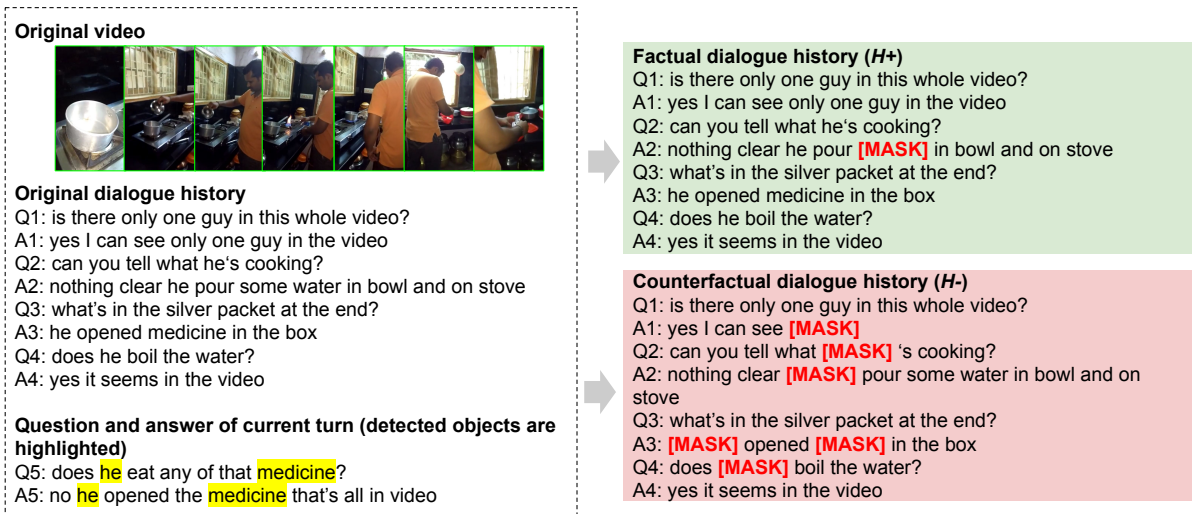 Original video
Original dialogue history
Q1: is there only one guy in this whole video?
A1: yes I can see only one guy in the video
Q2: can you tell what he‘s cooking?
A2: nothing clear he pour some water in bowl and on stove
Q3: what’s in the silver packet at the end?
A3: he opened medicine in the box
Q4: does he boil the water?
A4: yes it seems in the video
Question and answer of current turn (detected objects are
highlighted)
Q5: does he eat any of that medicine?
A5: no he opened the medicine that’s all in video
Factual dialogue history (H+)
Q1: is there only one guy in this whole video?
A1: yes I can see only one guy in the video
Q2: can you tell what he‘s cooking?
A2: nothing clear he pour [MASK] in bowl and on stove
Q3: what’s in the silver packet at the end?
A3: he opened medicine in the box
Q4: does he boil the water?
A4: yes it seems in the video
Counterfactual dialogue history (H-)
Q1: is there only one guy in this whole video?
A1: yes I can see [MASK]
Q2: can you tell what [MASK] ‘s cooking?
A2: nothing clear [MASK] pour some water in bowl and on
stove
Q3: what’s in the silver packet at the end?
A3: [MASK] opened [MASK] in the box
Q4: does [MASK] boil the water?
A4: yes it seems in the video